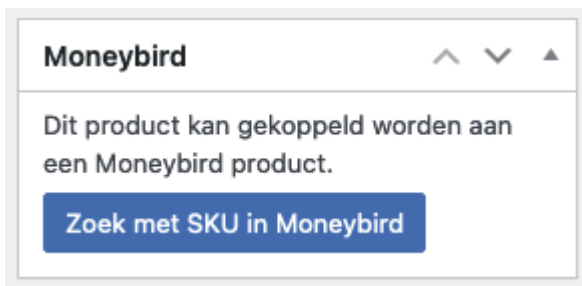 Moneybird
Dit product kan gekoppeld worden aan
een Moneybird product.
Zoek met SKU in Moneybird